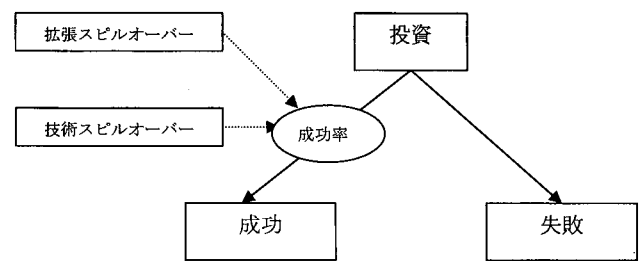 拡張スピルオーバー
投資
技術スピルオーバー
成功率
成功
失敗